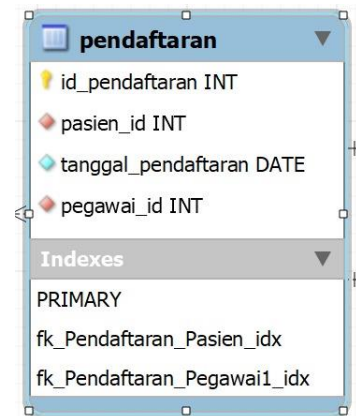 pendaftaran
id_pendaftaran INT
pasien_id INT
tanggal_pendaftaran DATE
pegawai_id INT
Indexes
PRIMARY
fk_Pendaftaran_Pasien_idx
fk_Pendaftaran_Pegawai1_idx